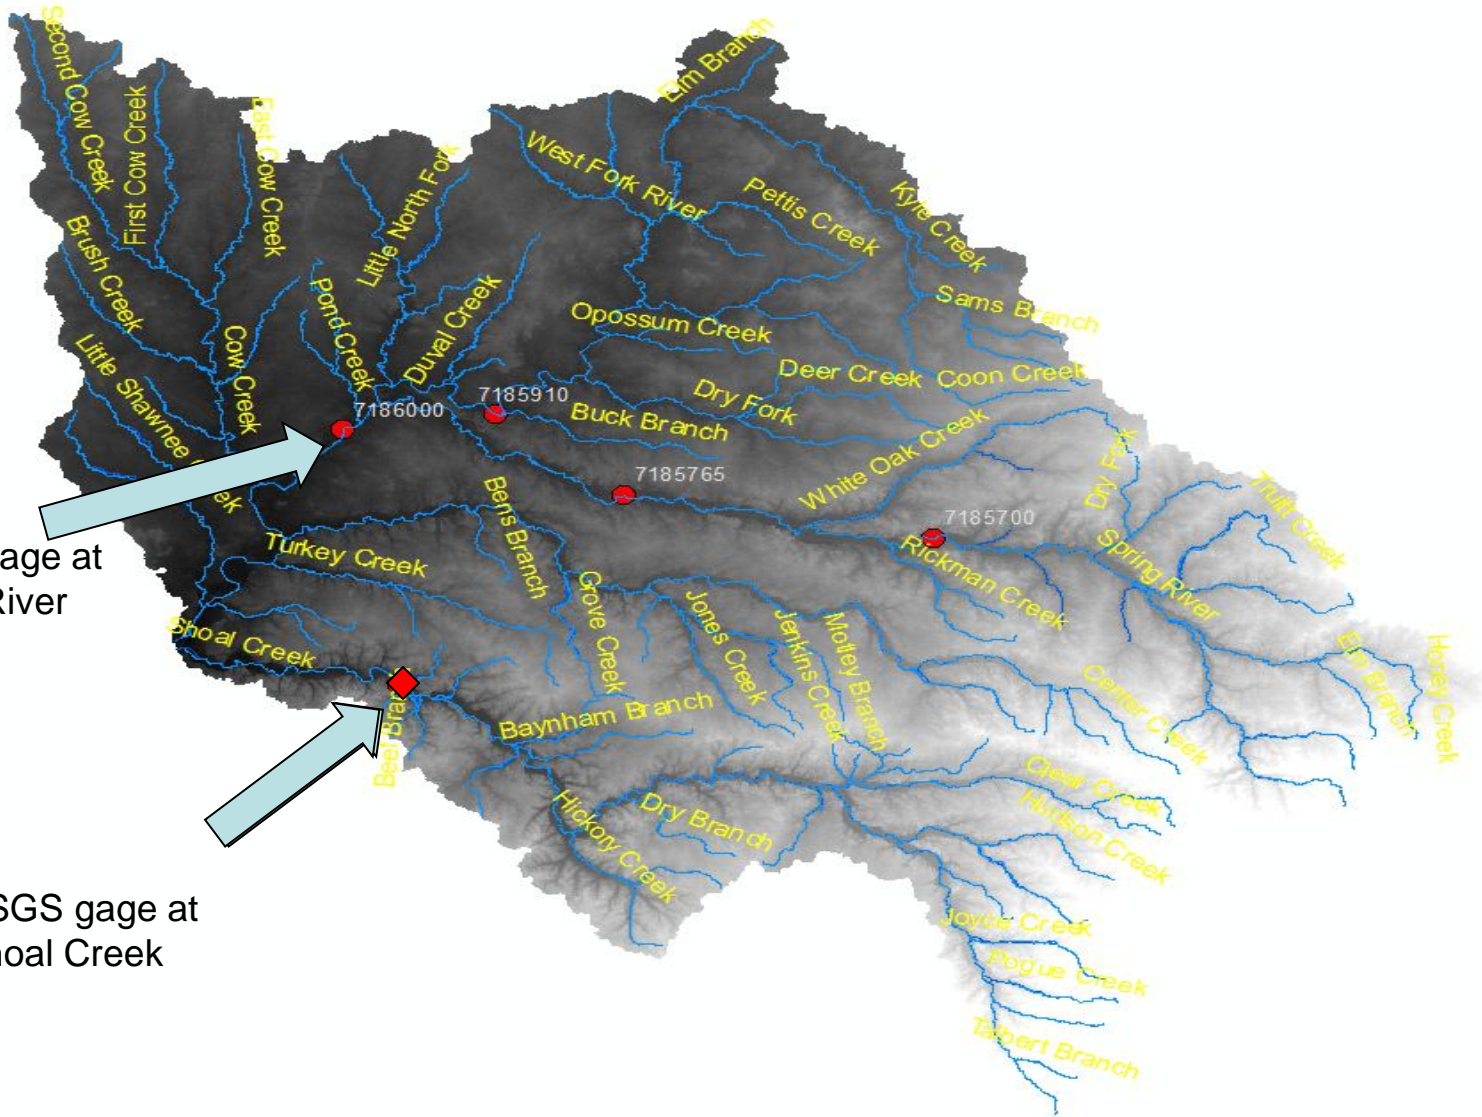 Second Cow Creek
First Cow Creek
East Cow Creek
Elm Branch
West Fork River
Pettis Creek
Kyle Creek
Little North Fork
Brush Creek
Pond Creek
Duval Creek
Sams Branch
Opossum Creek
Little Shawnee Creek
Cow Creek
Deer Creek
Coon Creek
Dry Fork
7186000
7185910
Buck Branch
White Oak Creek
Dry Fork
7185765
Truitt Creek
Bens Branch
7185700
Turkey Creek
Rickman Creek
Spring River
age at
River
Grove Creek
Jones Creek
Jenkins Creek
Motley Branch
Shoal Creek
Elm Branch
Honey Creek
Center Creek
Baynham Branch
Clear Creek
Hudson Creek
Hickory Creek
Dry Branch
SGS gage at
hoal Creek
Joyce Creek
Pogue Creek
Talbert Branch